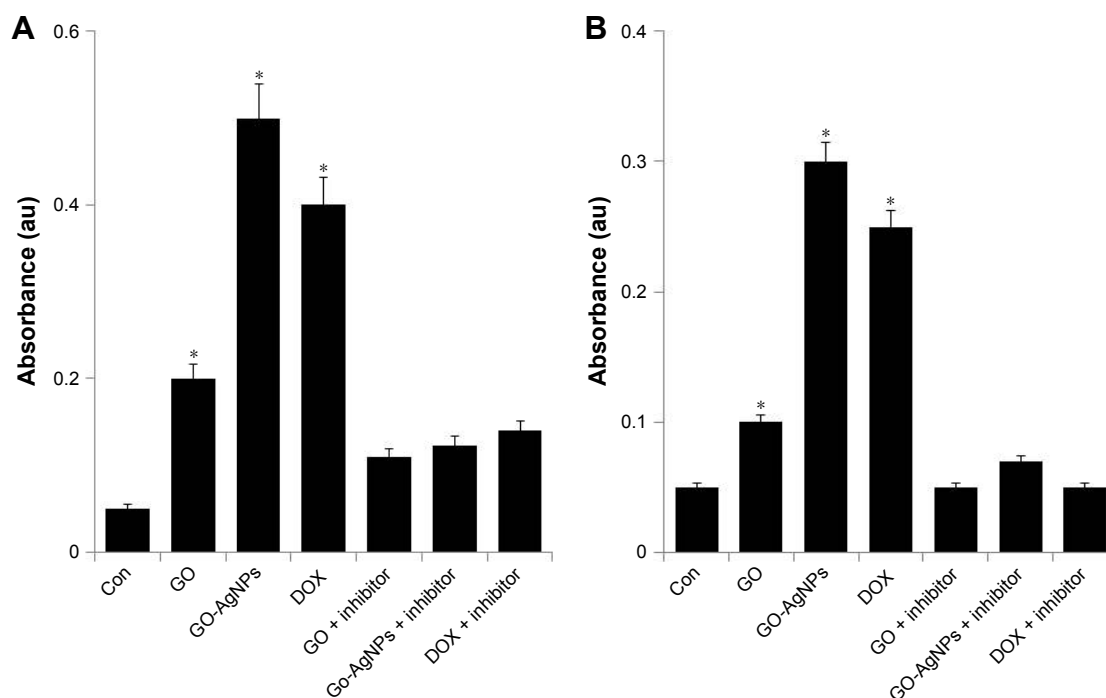 A
Absorbance (au)
0.6
0.4
0.2
0
*
*
*
Con
GO
GO-AgNPs
DOX
GO + inhibitor
Go-AgNPs + inhibitor
DOX + inhibitor
B
Absorbance (au)
0.4
0.3
0.2
0.1
0
*
*
*
Con
GO
GO-AgNPs
DOX
GO + inhibitor
GO-AgNPs + inhibitor
DOX + inhibitor